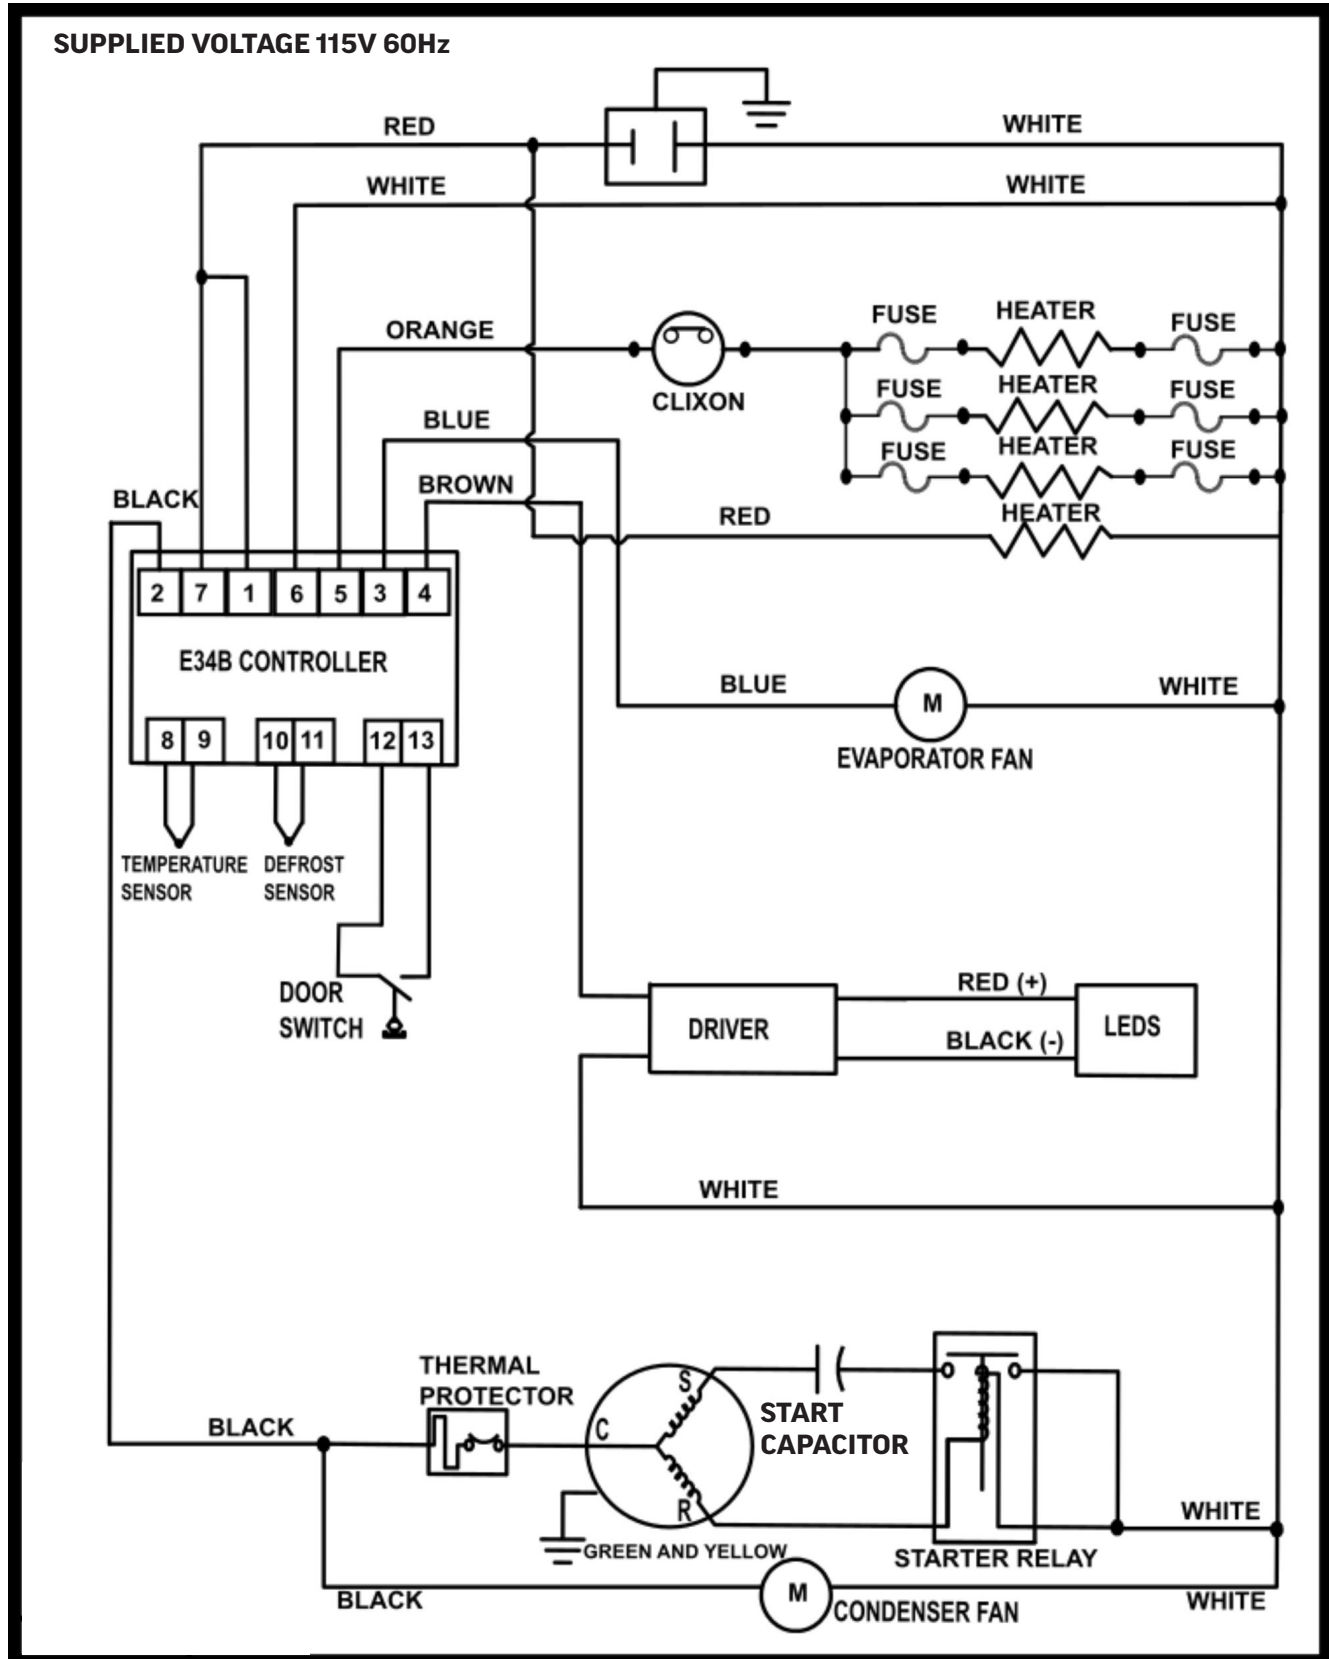 SUPPLIED VOLTAGE 115V 60Hz
RED
WHITE
WHITE
WHITE
ORANGE
CLIXON
FUSE
HEATER
FUSE
FUSE
HEATER
FUSE
FUSE
HEATER
FUSE
BLUE
BROWN
BLACK
RED
HEATER
2 7 1 6 5 3 4
E34B CONTROLLER
8 9 10 11 12 13
BLUE
M
WHITE
EVAPORATOR FAN
TEMPERATURE
SENSOR
DEFROST
SENSOR
DOOR
SWITCH
DRIVER
RED (+)
BLACK (-)
LEDS
WHITE
THERMAL
PROTECTOR
BLACK
C
S
R
START
CAPACITOR
WHITE
GREEN AND YELLOW
STARTER RELAY
BLACK
M
CONDENSER FAN
WHITE